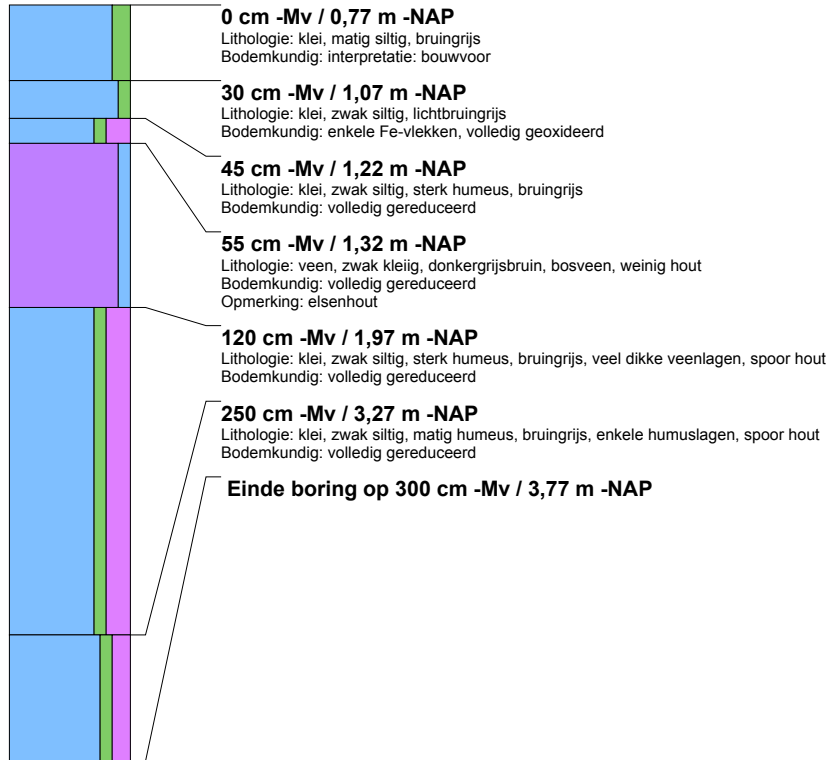 0 cm -Mv / 0,77 m -NAP
Lithologie: klei, matig siltig, bruingrijs
Bodemkundig: interpretatie: bouwvoor
30 cm -Mv / 1,07 m -NAP
Lithologie: klei, zwak siltig, lichtbruingrijs
Bodemkundig: enkele Fe-vlekken, volledig geoxideerd
45 cm -Mv / 1,22 m -NAP
Lithologie: klei, zwak siltig, sterk humeus, bruingrijs
Bodemkundig: volledig gereduceerd
55 cm -Mv / 1,32 m -NAP
Lithologie: veen, zwak kleiig, donkergrijsbruin, bosveen, weinig hout
Bodemkundig: volledig gereduceerd
Opmerking: elsenhout
120 cm -Mv / 1,97 m -NAP
Lithologie: klei, zwak siltig, sterk humeus, bruingrijs, veel dikke veenlagen, spoor hout
Bodemkundig: volledig gereduceerd
250 cm -Mv / 3,27 m -NAP
Lithologie: klei, zwak siltig, matig humeus, bruingrijs, enkele humuslagen, spoor hout
Bodemkundig: volledig gereduceerd
Einde boring op 300 cm -Mv / 3,77 m -NAP